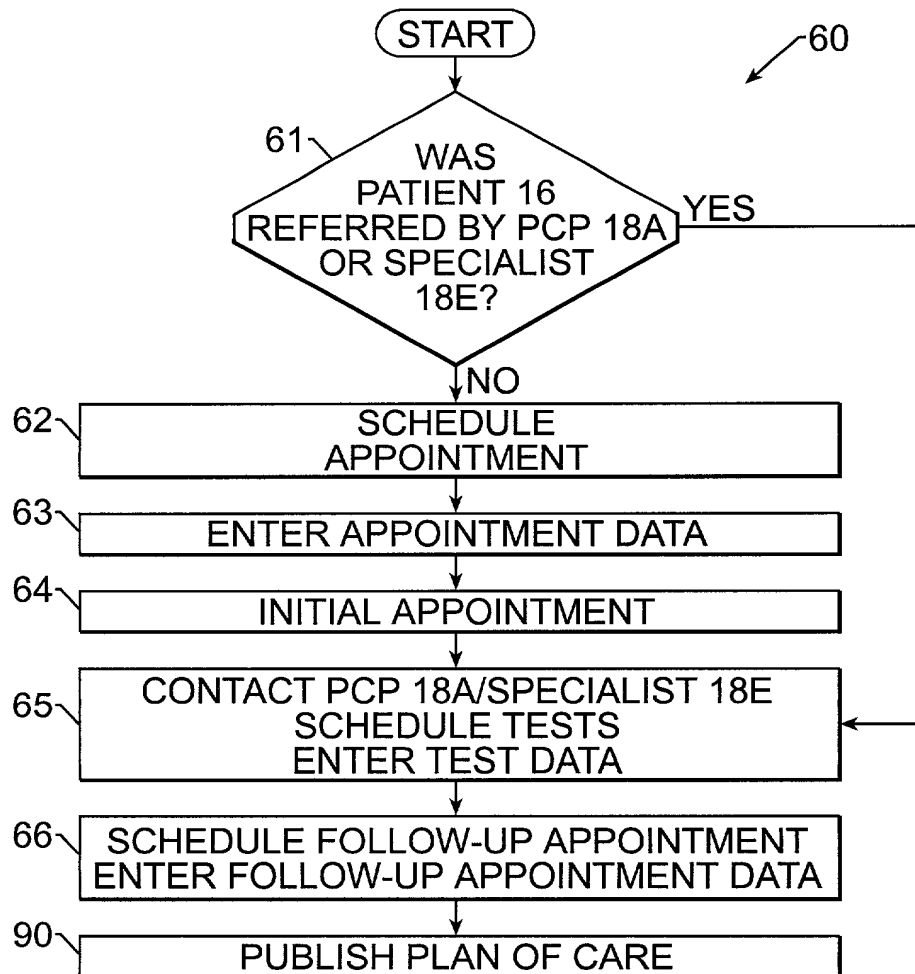 START
60
61
WAS
PATIENT 16
REFERRED BY PCP 18A
OR SPECIALIST
18E?
YES
NO
62
SCHEDULE
APPOINTMENT
63
ENTER APPOINTMENT DATA
64
INITIAL APPOINTMENT
65
CONTACT PCP 18A/SPECIALIST 18E
SCHEDULE TESTS
ENTER TEST DATA
66
SCHEDULE FOLLOW-UP APPOINTMENT
ENTER FOLLOW-UP APPOINTMENT DATA
90
PUBLISH PLAN OF CARE